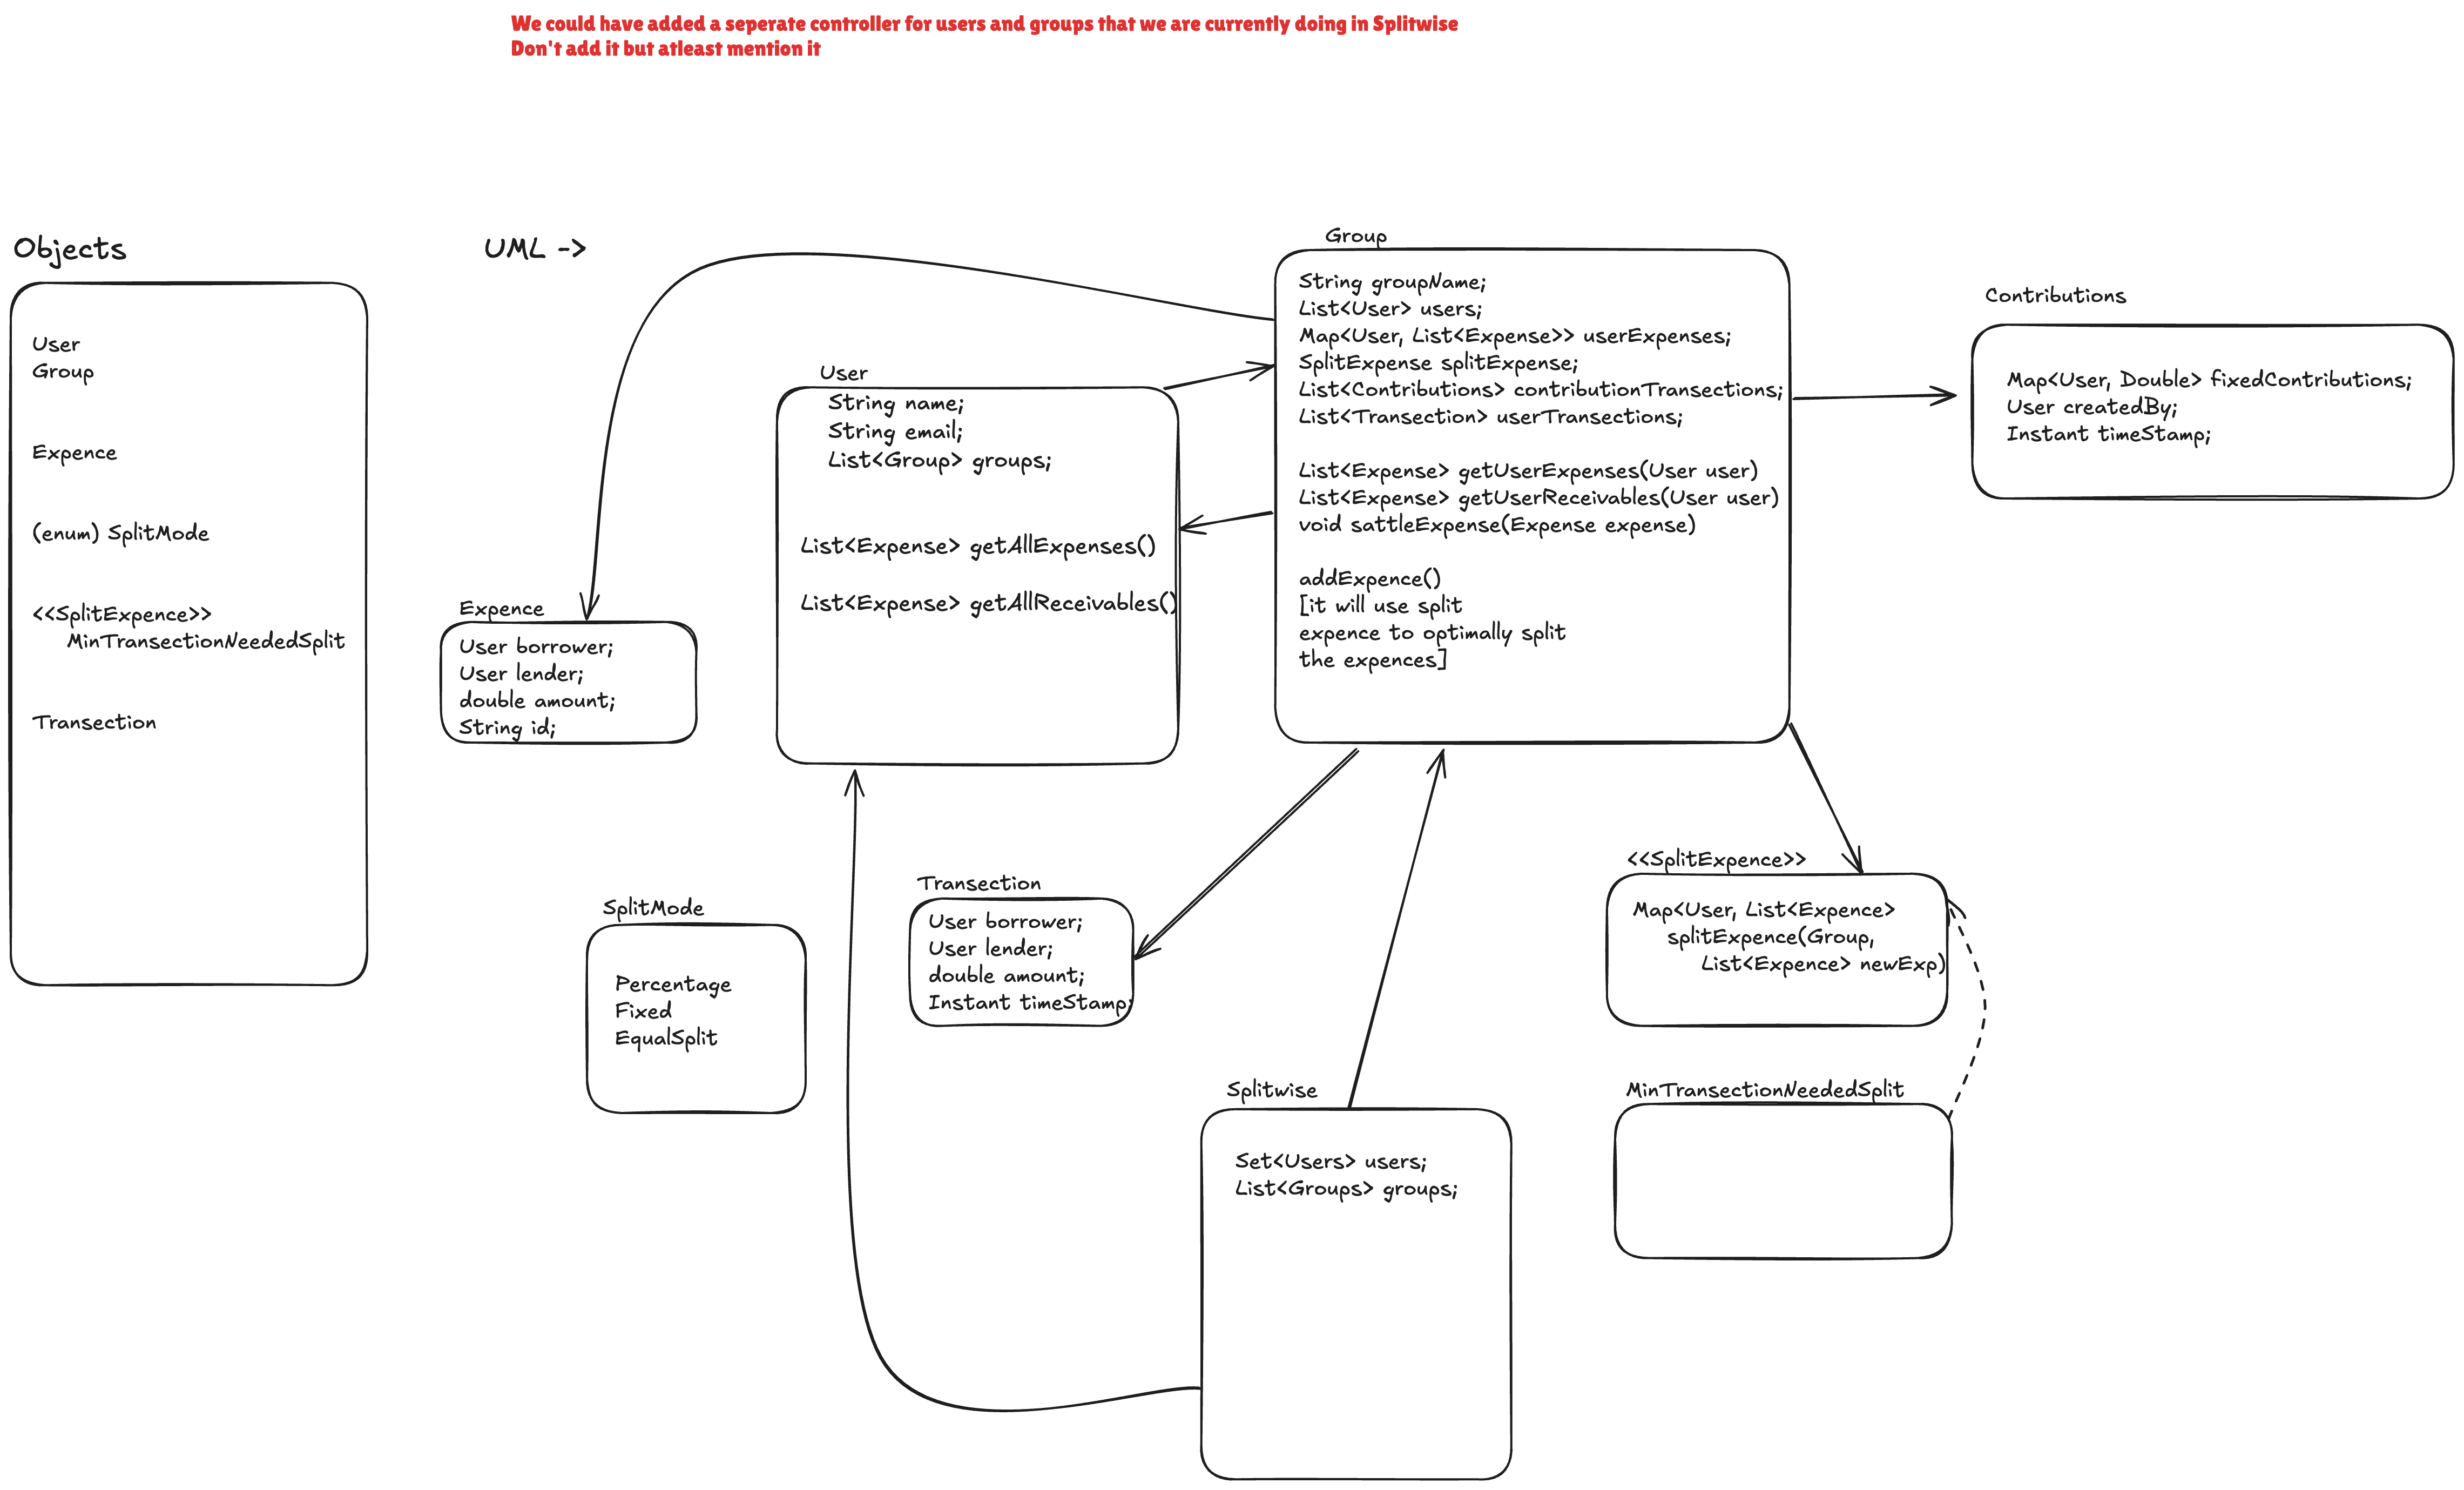 We could have added a seperate controller for users and groups that we are currently doing in Splitwise
Don't add it but atleast mention it
Objects
User
Group
Expence
(enum) SplitMode
<<SplitExpence>>
MinTransectionNeededSplit
Transection
UML ->
Expence
User borrower;
User lender;
double amount;
String id;
User
String name;
String email;
List<Group> groups;
List<Expense> getAllExpenses()
List<Expense> getAllReceivables()
Group
String groupName;
List<User> users;
Map<User, List<Expense>> userExpenses;
SplitExpense splitExpense;
List<Contributions> contributionTransections;
List<Transection> userTransections;
List<Expense> getUserExpenses(User user)
List<Expense> getUserReceivables(User user)
void sattleExpense(Expense expense)
addExpence()
[it will use split
expence to optimally split
the expences]
Contributions
Map<User, Double> fixedContributions;
User createdBy;
Instant timeStamp;
SplitMode
Percentage
Fixed
EqualSplit
Transection
User borrower;
User lender;
double amount;
Instant timeStamp;
<<SplitExpence>>
Map<User, List<Expence>
splitExpence(Group,
List<Expence> newExp)
Splitwise
Set<Users> users;
List<Groups> groups;
MinTransectionNeededSplit